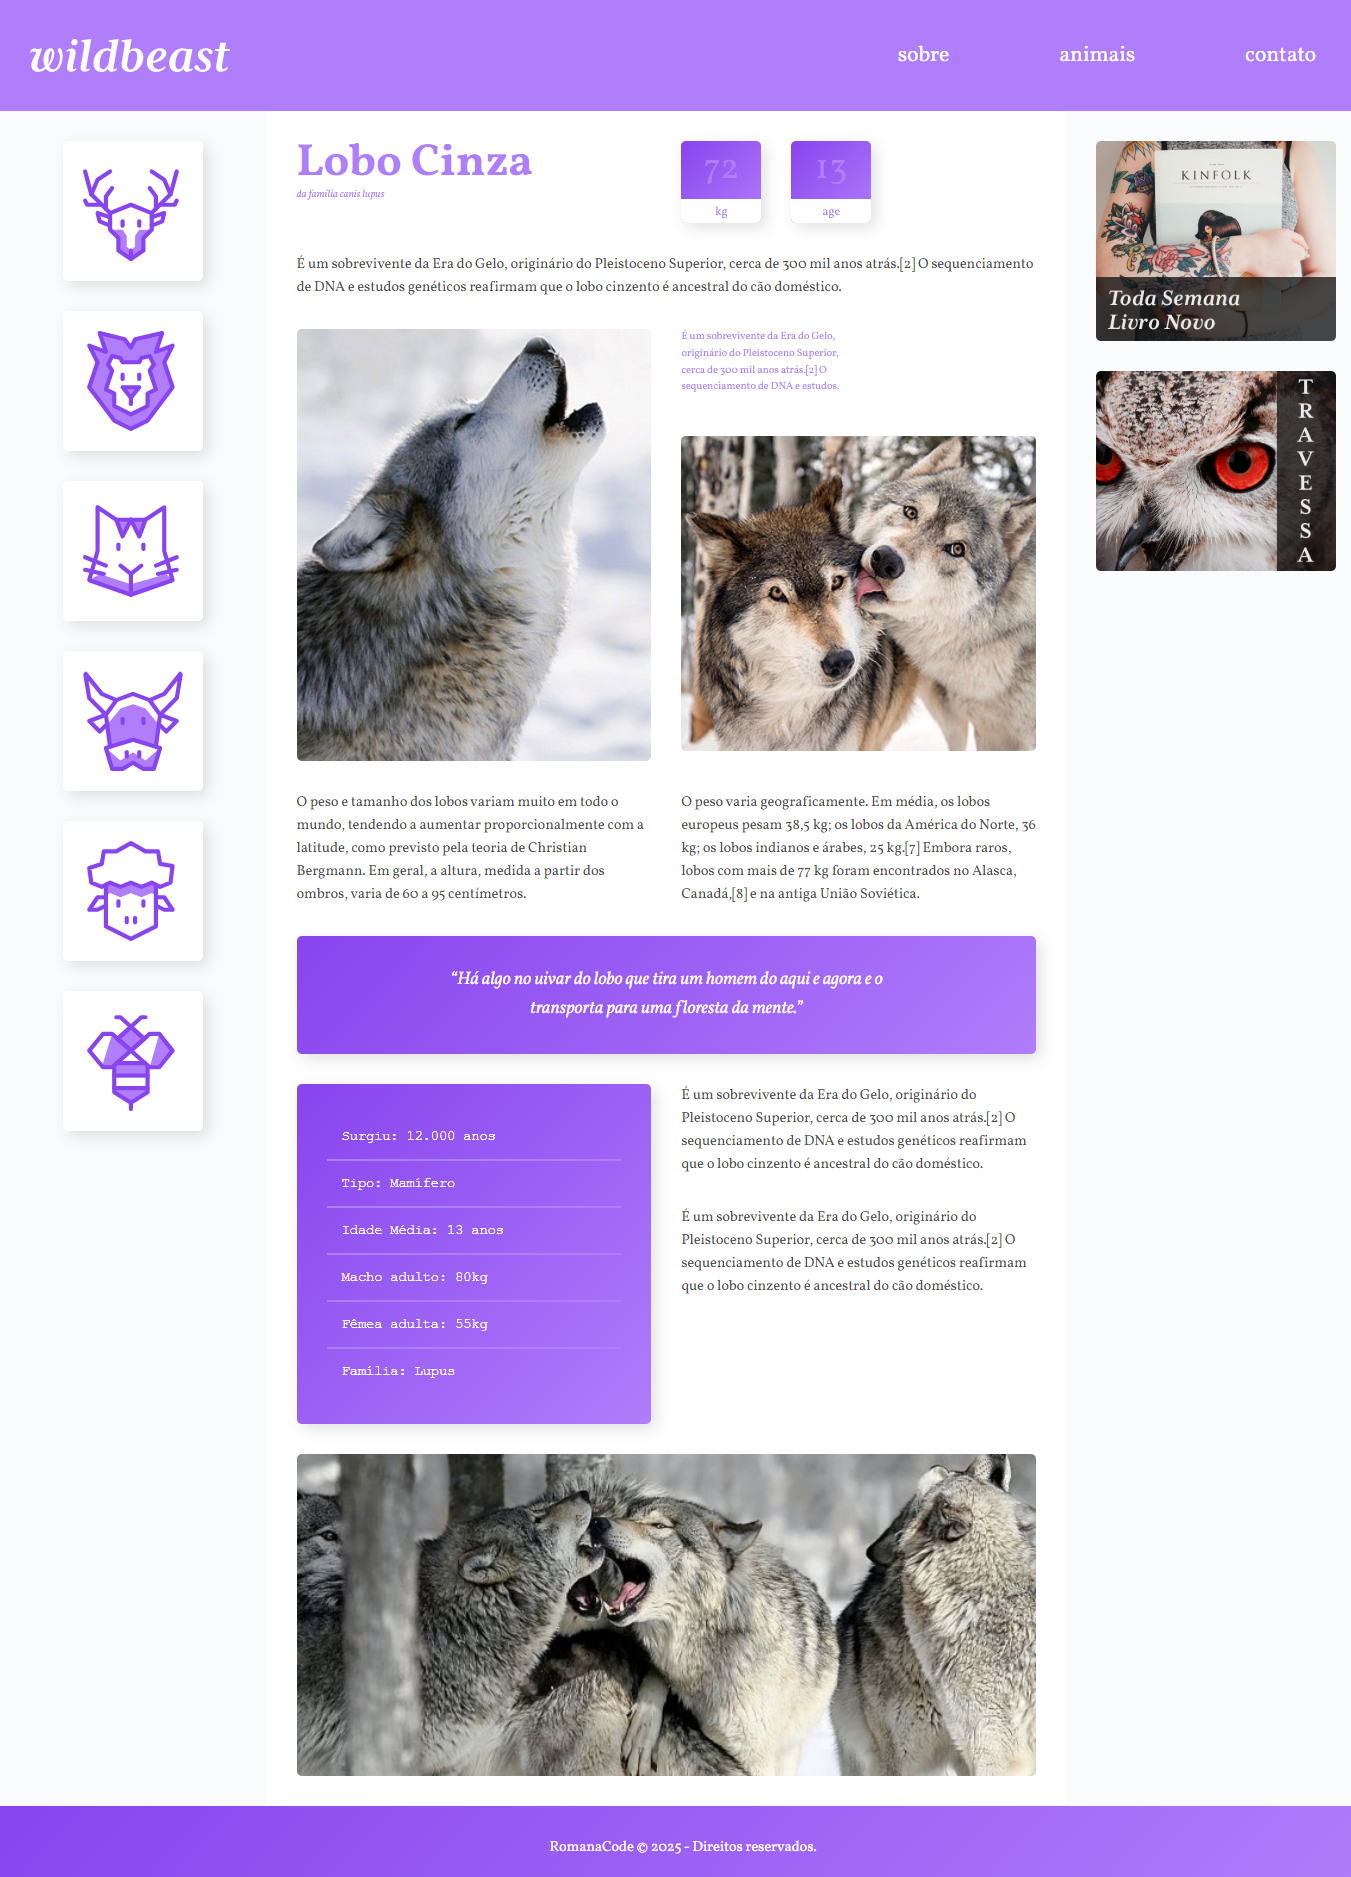 wildbeast
sobre
animais
contato
Lobo Cinza
da família canis lupus
72
kg
13
age
É um sobrevivente da Era do Gelo, originário do Pleistoceno Superior, cerca de 300 mil anos atrás.[2] O sequenciamento
de DNA e estudos genéticos reafirmam que o lobo cinzento é ancestral do cão doméstico.
É um sobrevivente da Era do Gelo,
originário do Pleistoceno Superior,
cerca de 300 mil anos atrás.[2] O
sequenciamento de DNA e estudos.
O peso e tamanho dos lobos variam muito em todo o
mundo, tendendo a aumentar proporcionalmente com a
latitude, como previsto pela teoria de Christian
Bergmann. Em geral, a altura, medida a partir dos
ombros, varia de 60 a 95 centímetros.
O peso varia geograficamente. Em média, os lobos
europeus pesam 38,5 kg; os lobos da América do Norte, 36
kg; os lobos indianos e árabes, 25 kg.[7] Embora raros,
lobos com mais de 77 kg foram encontrados no Alasca,
Canadá,[8] e na antiga União Soviética.
“Há algo no uivar do lobo que tira um homem do aqui e agora e o
transporta para uma floresta da mente.”
Surgiu: 12.000 anos
Tipo: Mamífero
Idade Média: 13 anos
Macho adulto: 80kg
Fêmea adulta: 55kg
Família: Lupus
É um sobrevivente da Era do Gelo, originário do
Pleistoceno Superior, cerca de 300 mil anos atrás.[2] O
sequenciamento de DNA e estudos genéticos reafirmam
que o lobo cinzento é ancestral do cão doméstico.
É um sobrevivente da Era do Gelo, originário do
Pleistoceno Superior, cerca de 300 mil anos atrás.[2] O
sequenciamento de DNA e estudos genéticos reafirmam
que o lobo cinzento é ancestral do cão doméstico.
KINFOLK
Toda Semana
Livro Novo
TRAVESSA
RomanaCode © 2025 - Direitos reservados.